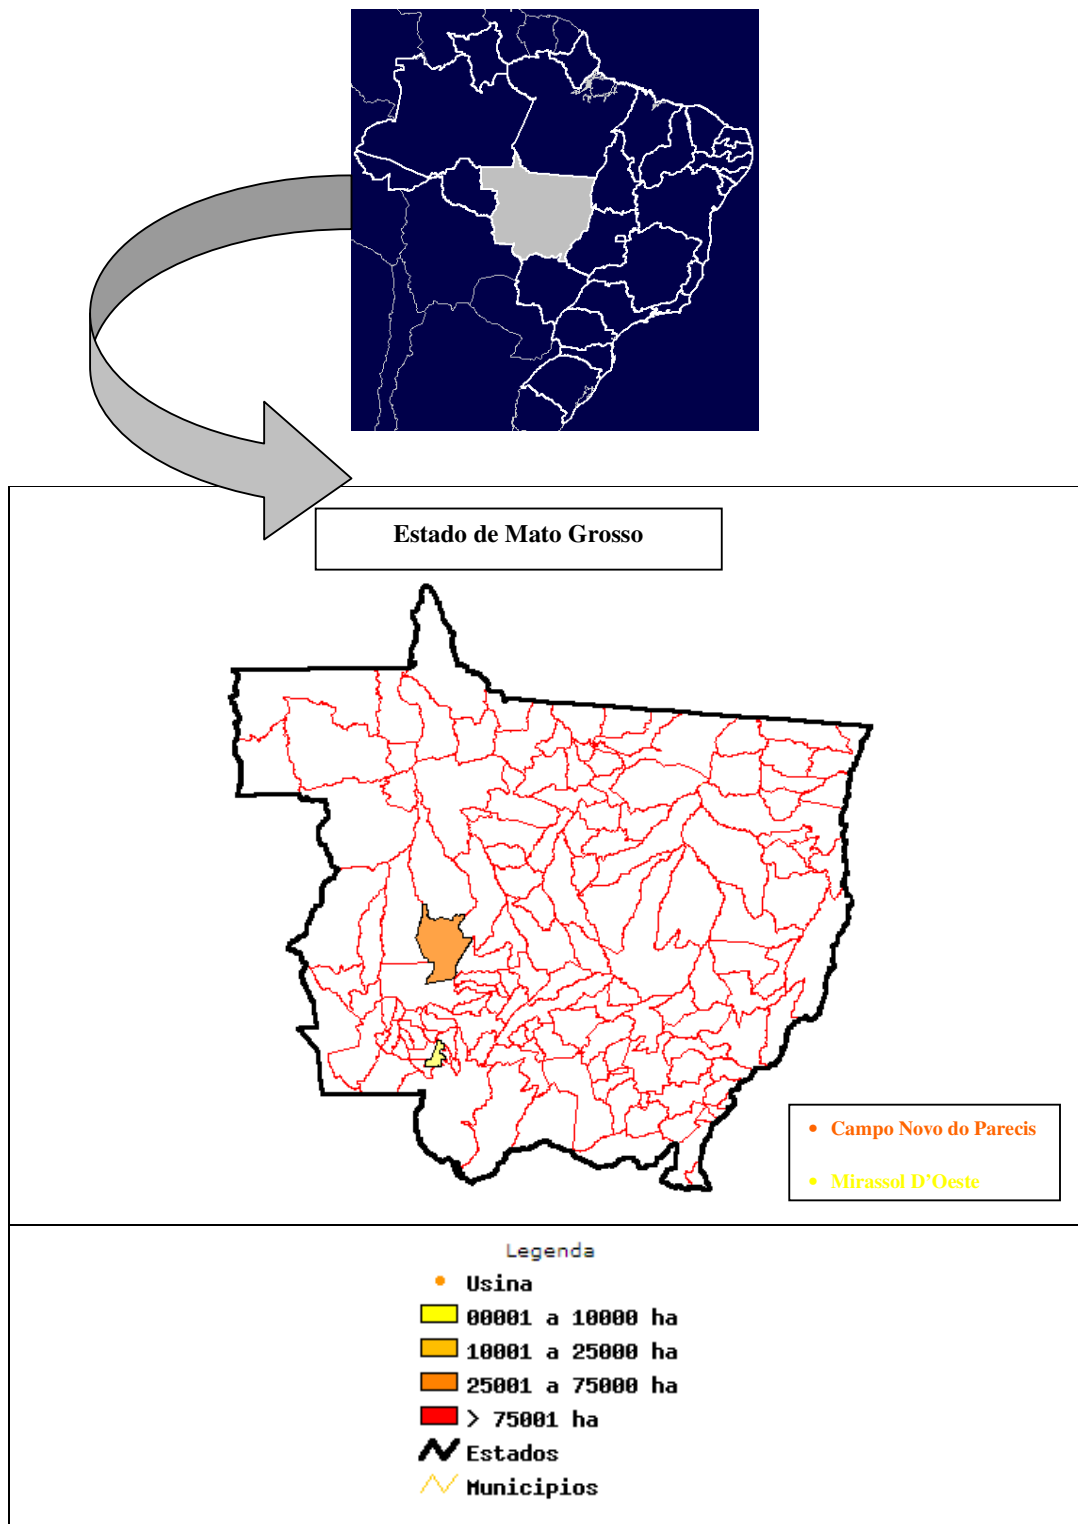 Estado de Mato Grosso
• Campo Novo do Parecis
• Mirassol D'Oeste
Legenda
Usina
00001 a 10000 ha
10001 a 25000 ha
25001 a 75000 ha
> 75001 ha
Estados
Municipios